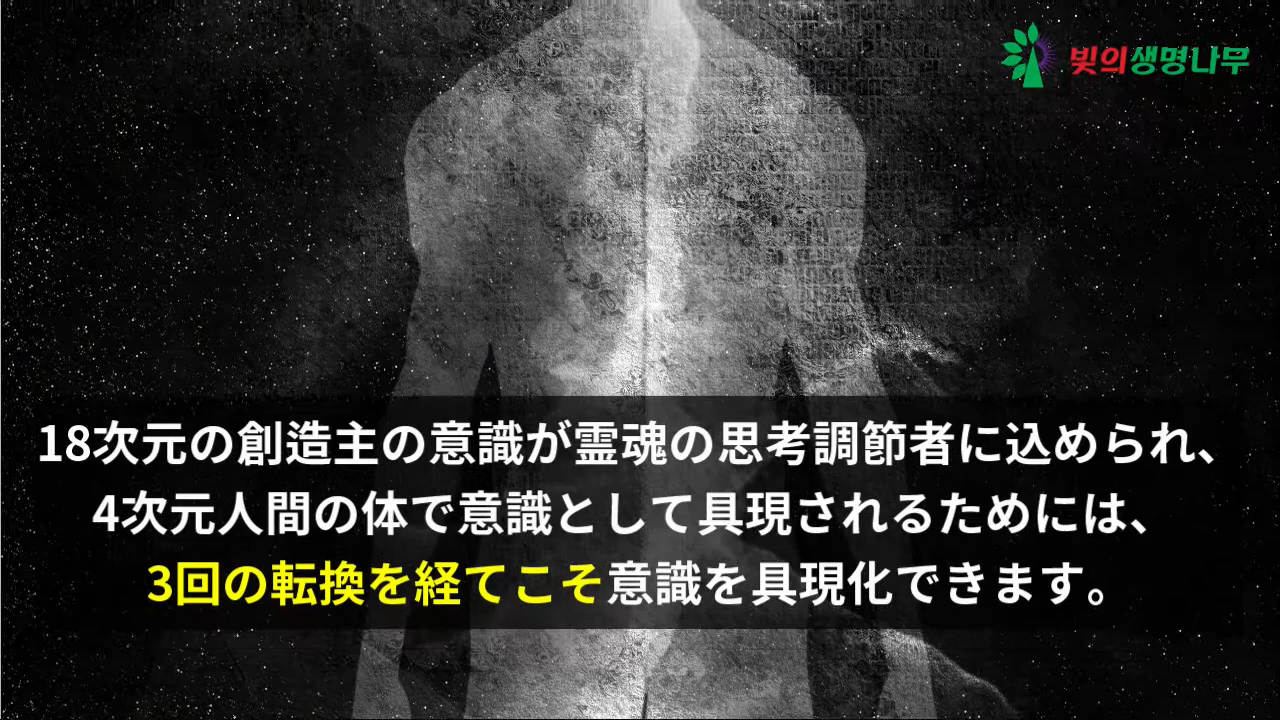 빛의생명나무
18次元の創造主の意識が霊魂の思考調節者に込められ、
4次元人間の体で意識として具現されるためには、
3回の転換を経てこそ意識を具現化できます。